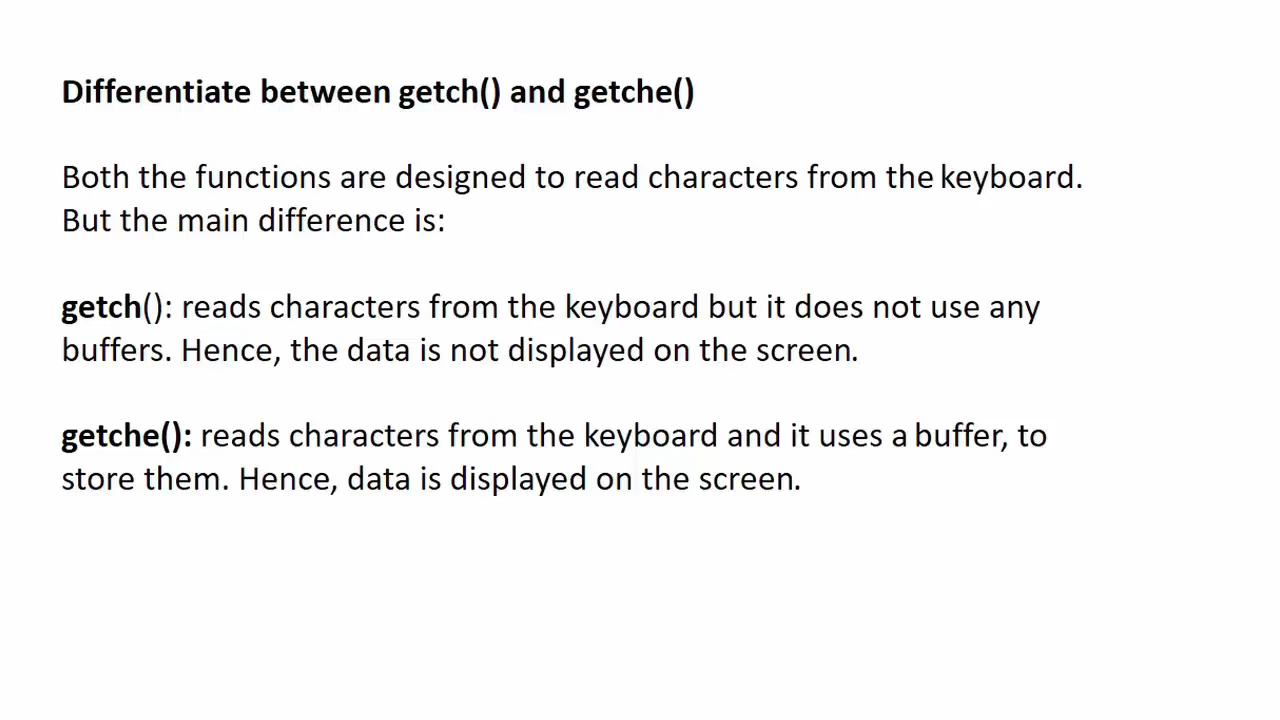 Differentiate between getch() and getche()
Both the functions are designed to read characters from the keyboard.
But the main difference is:
getch(): reads characters from the keyboard but it does not use any
buffers. Hence, the data is not displayed on the screen.
getche(): reads characters from the keyboard and it uses a buffer, to
store them. Hence, data is displayed on the screen.